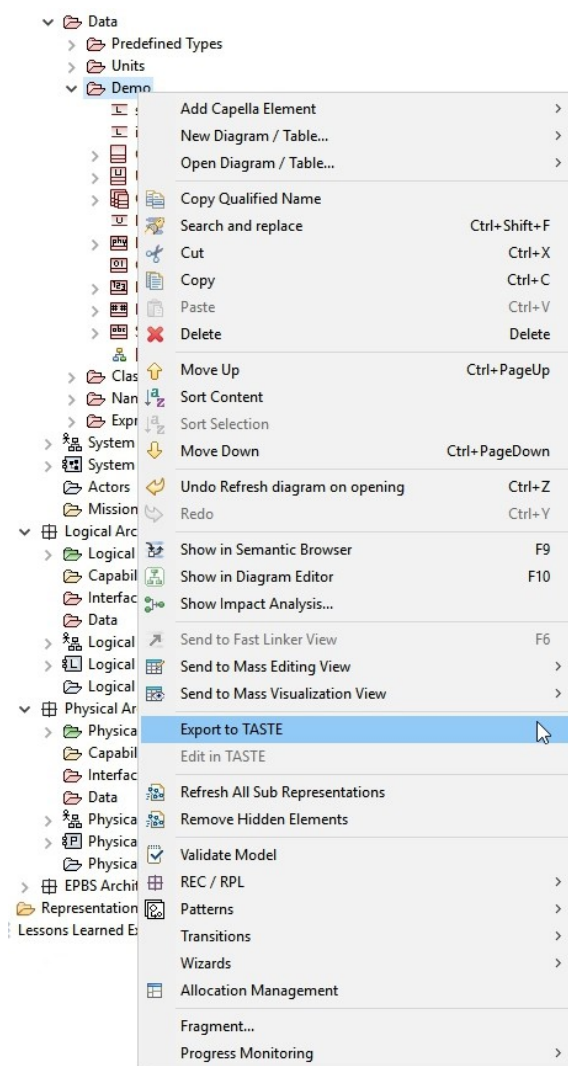 Data
Predefined Types
Units
Demo
Add Capella Element
New Diagram / Table...
Open Diagram / Table...
Copy Qualified Name
Search and replace Ctrl+Shift+F
Cut Ctrl+X
Copy Ctrl+C
Paste Ctrl+V
Delete Delete
Move Up Ctrl+PageUp
Clas
Sort Content
Nan
Expr
Sort Selection
System
Move Down Ctrl+PageDown
System
Actors
Undo Refresh diagram on opening Ctrl+Z
Mission
Redo Ctrl+Y
Logical Arc
Logical
Show in Semantic Browser F9
Capabil
Show in Diagram Editor F10
Interfac
Show Impact Analysis...
Data
Logical
Send to Fast Linker View F6
Logical
Send to Mass Editing View
Logical
Send to Mass Visualization View
Physical Ar
Physica
Export to TASTE
Capabil
Edit in TASTE
Interfac
Data
Refresh All Sub Representations
Physica
Remove Hidden Elements
Physica
Physica
Validate Model
EPBS Archit
REC / RPL
Representation
Patterns
Lessons Learned Ex
Transitions
Wizards
Allocation Management
Fragment...
Progress Monitoring